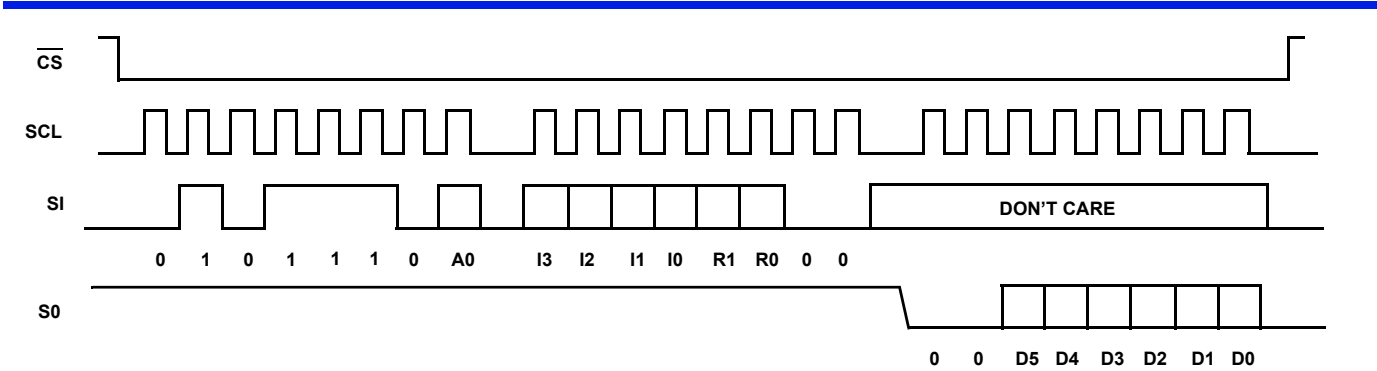 CS
SCL
SI
DON'T CARE
0 1 0 1 1 1 0 A0 I3 I2 I1 I0 R1 R0 0 0
S0
0 0 D5 D4 D3 D2 D1 D0